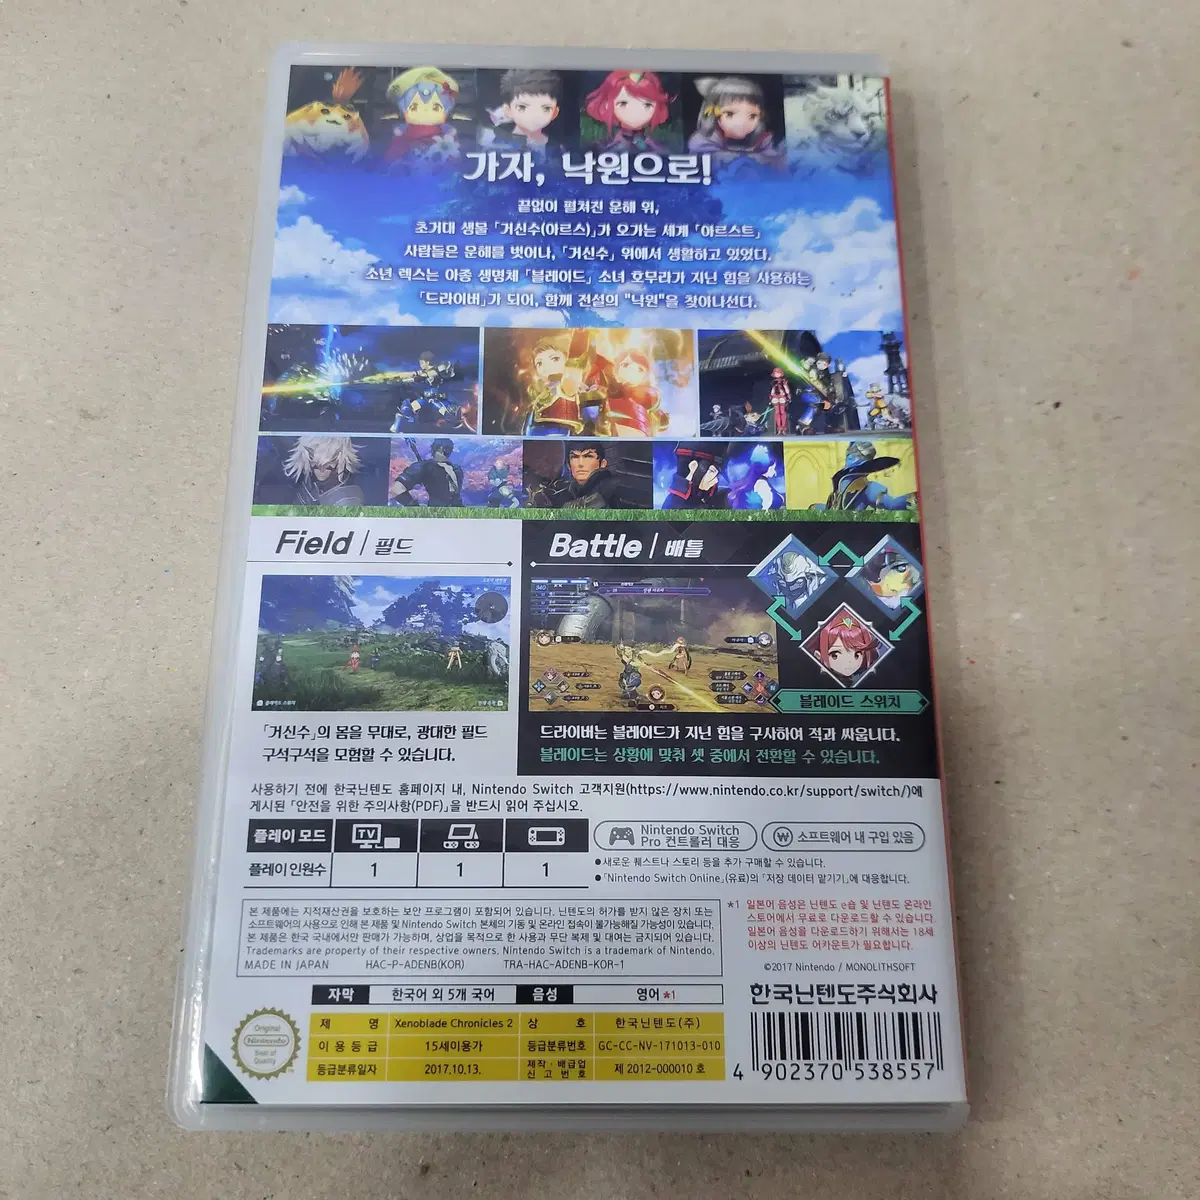 가자, 낙원으로!
끝없이 펼쳐진 운해 위,
초거대 생물 「거신수(아르스)」가 오가는 세계 「아르스트」
사람들은 운해를 벗어나, 「거신수」 위에서 생활하고 있었다.
소년 렉스는 아종 생명체 「블레이드」 소녀 호무라가 지닌 힘을 사용하는
「드라이버」가 되어, 함께 전설의 "낙원"을 찾아나선다.
Field / 필드
Battle / 배틀
블레이드 스위치
「거신수」의 몸을 무대로, 광대한 필드
구석구석을 모험할 수 있습니다.
드라이버는 블레이드가 지닌 힘을 구사하여 적과 싸웁니다.
블레이드는 상황에 맞춰 셋 중에서 전환할 수 있습니다.
사용하기 전에 한국닌텐도 홈페이지 내, Nintendo Switch 고객지원(https://www.nintendo.co.kr/support/switch/)에
게시된 「안전을 위한 주의사항(PDF)」을 반드시 읽어 주십시오.
플레이 모드 TV
플레이 인원수 1 1 1
Nintendo Switch
Pro 컨트롤러 대응
₩ 소프트웨어 내 구입 있음
●새로운 퀘스트나 스토리 등을 추가 구매할 수 있습니다.
●「Nintendo Switch Online」(유료)의 「저장 데이터 맡기기」에 대응합니다.
본 제품에는 지적재산권을 보호하는 보안 프로그램이 포함되어 있습니다. 닌텐도의 허가를 받지 않은 장치 또는
소프트웨어의 사용으로 인해 본 제품 및 Nintendo Switch 본체의 기동 및 온라인 접속이 불가능해질 가능성이 있습니다.
본 제품은 한국 국내에서만 판매가 가능하며, 상업을 목적으로 한 사용과 무단 복제 및 대여는 금지되어 있습니다.
Trademarks are property of their respective owners. Nintendo Switch is a trademark of Nintendo.
MADE IN JAPAN HAC-P-ADENB(KOR) TRA-HAC-ADENB-KOR-1
*1 일본어 음성은 닌텐도 e숍 및 닌텐도 온라인
스토어에서 무료로 다운로드할 수 있습니다.
일본어 음성을 다운로드하기 위해서는 18세
이상의 닌텐도 어카운트가 필요합니다.
©2017 Nintendo / MONOLITHSOFT
한국닌텐도주식회사
자막 한국어 외 5개 국어 음성 영어 *1
제 명 Xenoblade Chronicles 2 상 호 한국닌텐도(주)
이 용 등 급 15세이용가 등급분류번호 GC-CC-NV-171013-010
등급분류일자 2017.10.13. 제작·배급업 신고번호 제 2012-000010 호
Original
Nintendo
Seal of
Quality
4 902370 538557